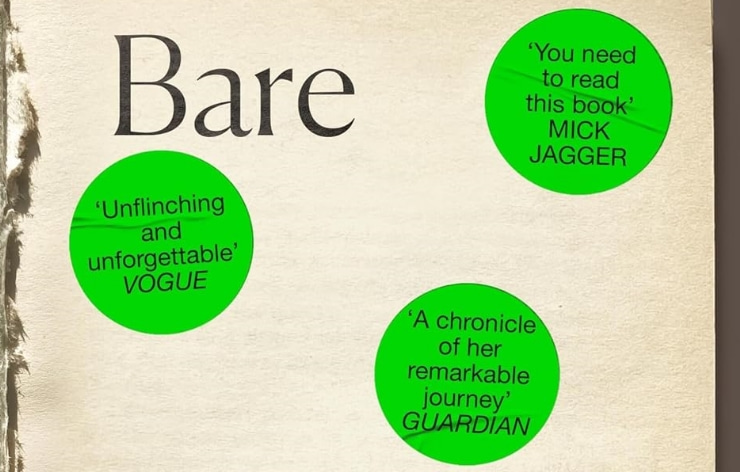 Bare
‘You need
to read
this book’
MICK
JAGGER
‘Unflinching
and
unforgettable’
VOGUE
‘A chronicle
of her
remarkable
journey’
GUARDIAN